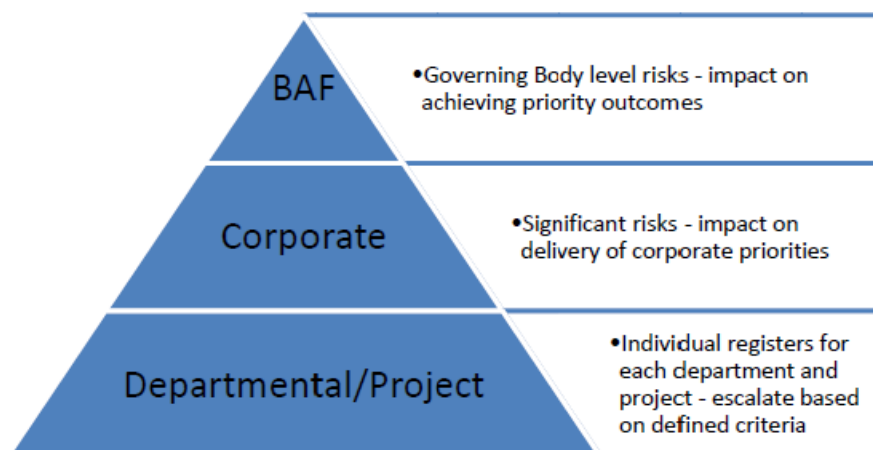 BAF
•Governing Body level risks - impact on
achieving priority outcomes
Corporate
•Significant risks - impact on
delivery of corporate priorities
Departmental/Project
•Individual registers for
each department and
project - escalate based
on defined criteria